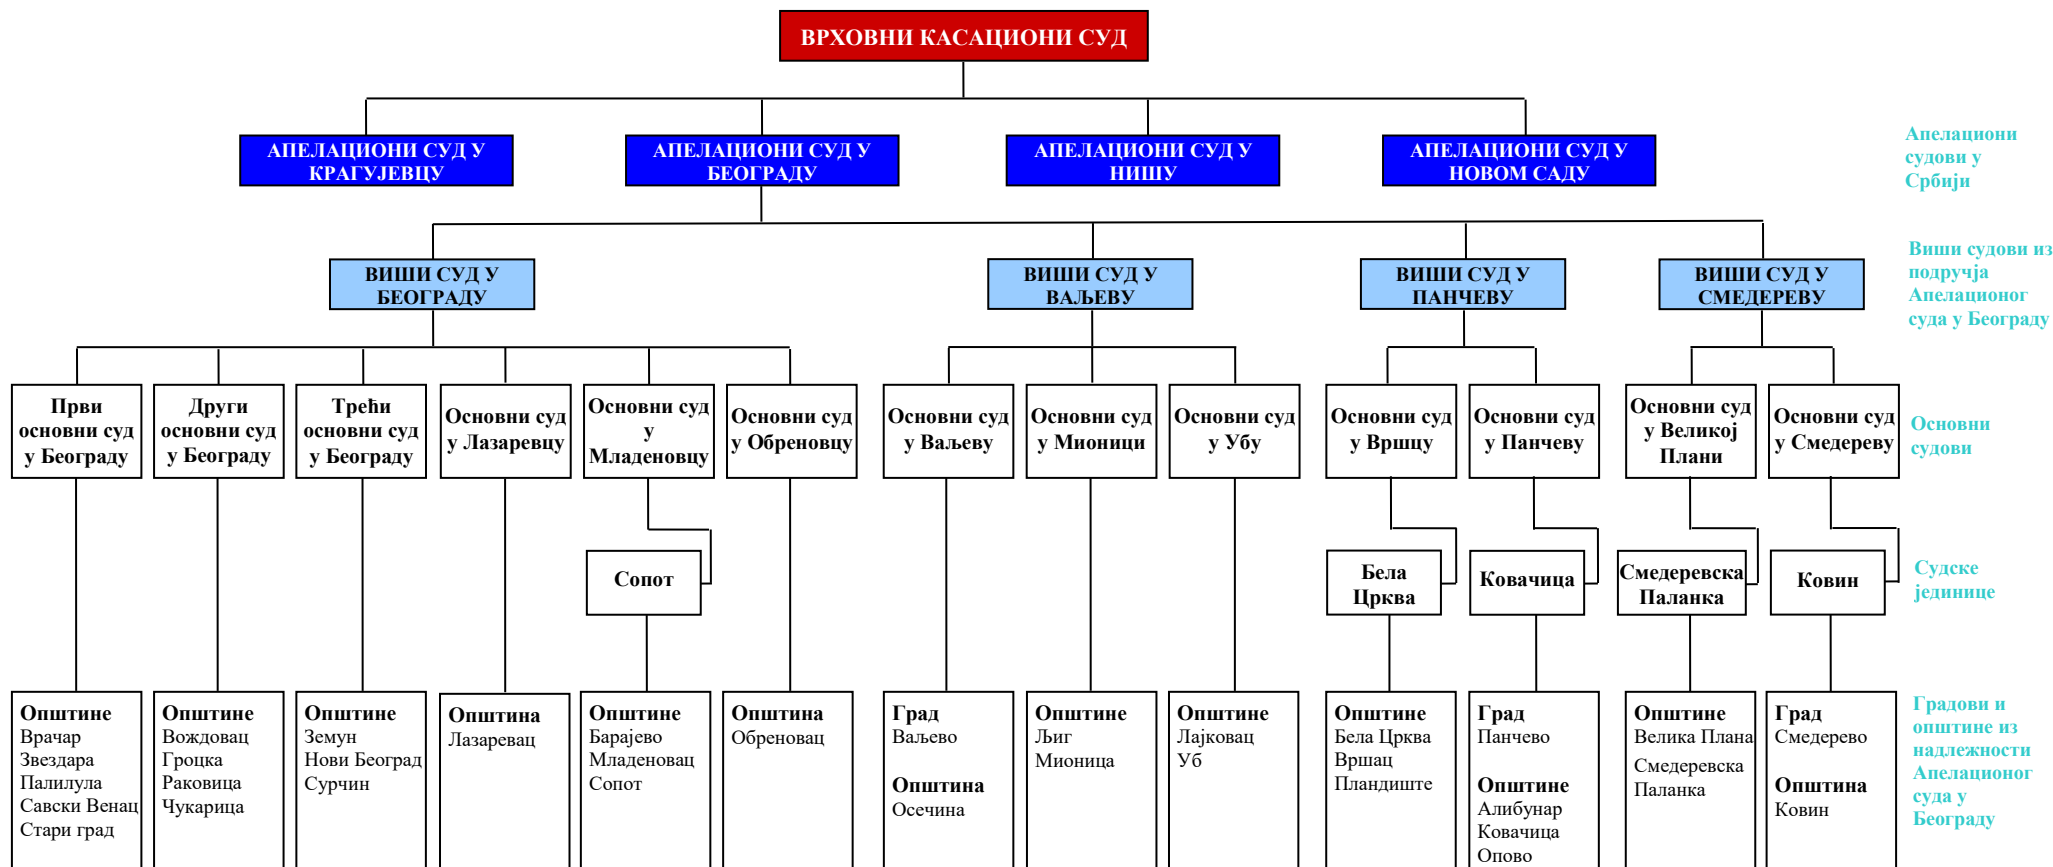 ВРХОВНИ КАСАЦИОНИ СУД
АПЕЛАЦИОНИ СУД У
КРАГУЈЕВЦУ
АПЕЛАЦИОНИ СУД У
БЕОГРАДУ
АПЕЛАЦИОНИ СУД У
НИШУ
АПЕЛАЦИОНИ СУД У
НОВОМ САДУ
Апелациони
судови у
Србији
ВИШИ СУД У
БЕОГРАДУ
ВИШИ СУД У
ВАЉЕВУ
ВИШИ СУД У
ПАНЧЕВУ
ВИШИ СУД У
СМЕДЕРЕВУ
Виши судови из
подручја
Апелационог
суда у Београду
Први
основни суд
у Београду
Други
основни суд
у Београду
Трећи
основни суд
у Београду
Основни суд
у Лазаревцу
Основни суд
у
Младеновцу
Основни суд
у Обреновцу
Основни суд
у Ваљеву
Основни суд
у Мионици
Основни суд
у Убу
Основни суд
у Вршцу
Основни суд
у Панчеву
Основни суд
у Великој
Плани
Основни суд
у Смедереву
Основни
судови
Сопот
Бела
Црква
Ковачица
Смедеревска
Паланка
Ковин
Судске
јединице
Општине
Врачар
Звездара
Палилула
Савски Венац
Стари град
Општине
Вождовац
Гроцка
Раковица
Чукарица
Општине
Земун
Нови Београд
Сурчин
Општина
Лазаревац
Општине
Барајево
Младеновац
Сопот
Општина
Обреновац
Град
Ваљево
Општина
Осечина
Општине
Љиг
Мионица
Општине
Лајковац
Уб
Општине
Бела Црква
Вршац
Пландиште
Град
Панчево
Општине
Алибунар
Ковачица
Опово
Општине
Велика Плана
Смедеревска
Паланка
Град
Смедерево
Општина
Ковин
Градови и
општине из
надлежности
Апелационог
суда у
Београду